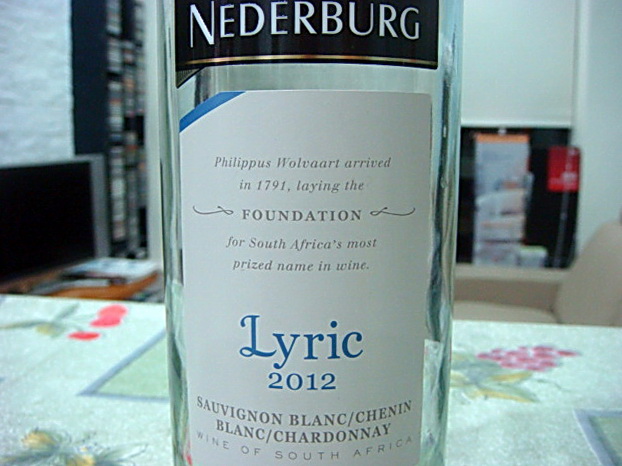 NEDERBURG
Philippus Wolvaart arrived
in 1791, laying the
FOUNDATION
for South Africa's most
prized name in wine.
Lyric
2012
SAUVIGNON BLANC/CHENIN
BLANC/CHARDONNAY
WINE OF SOUTH AFRICA